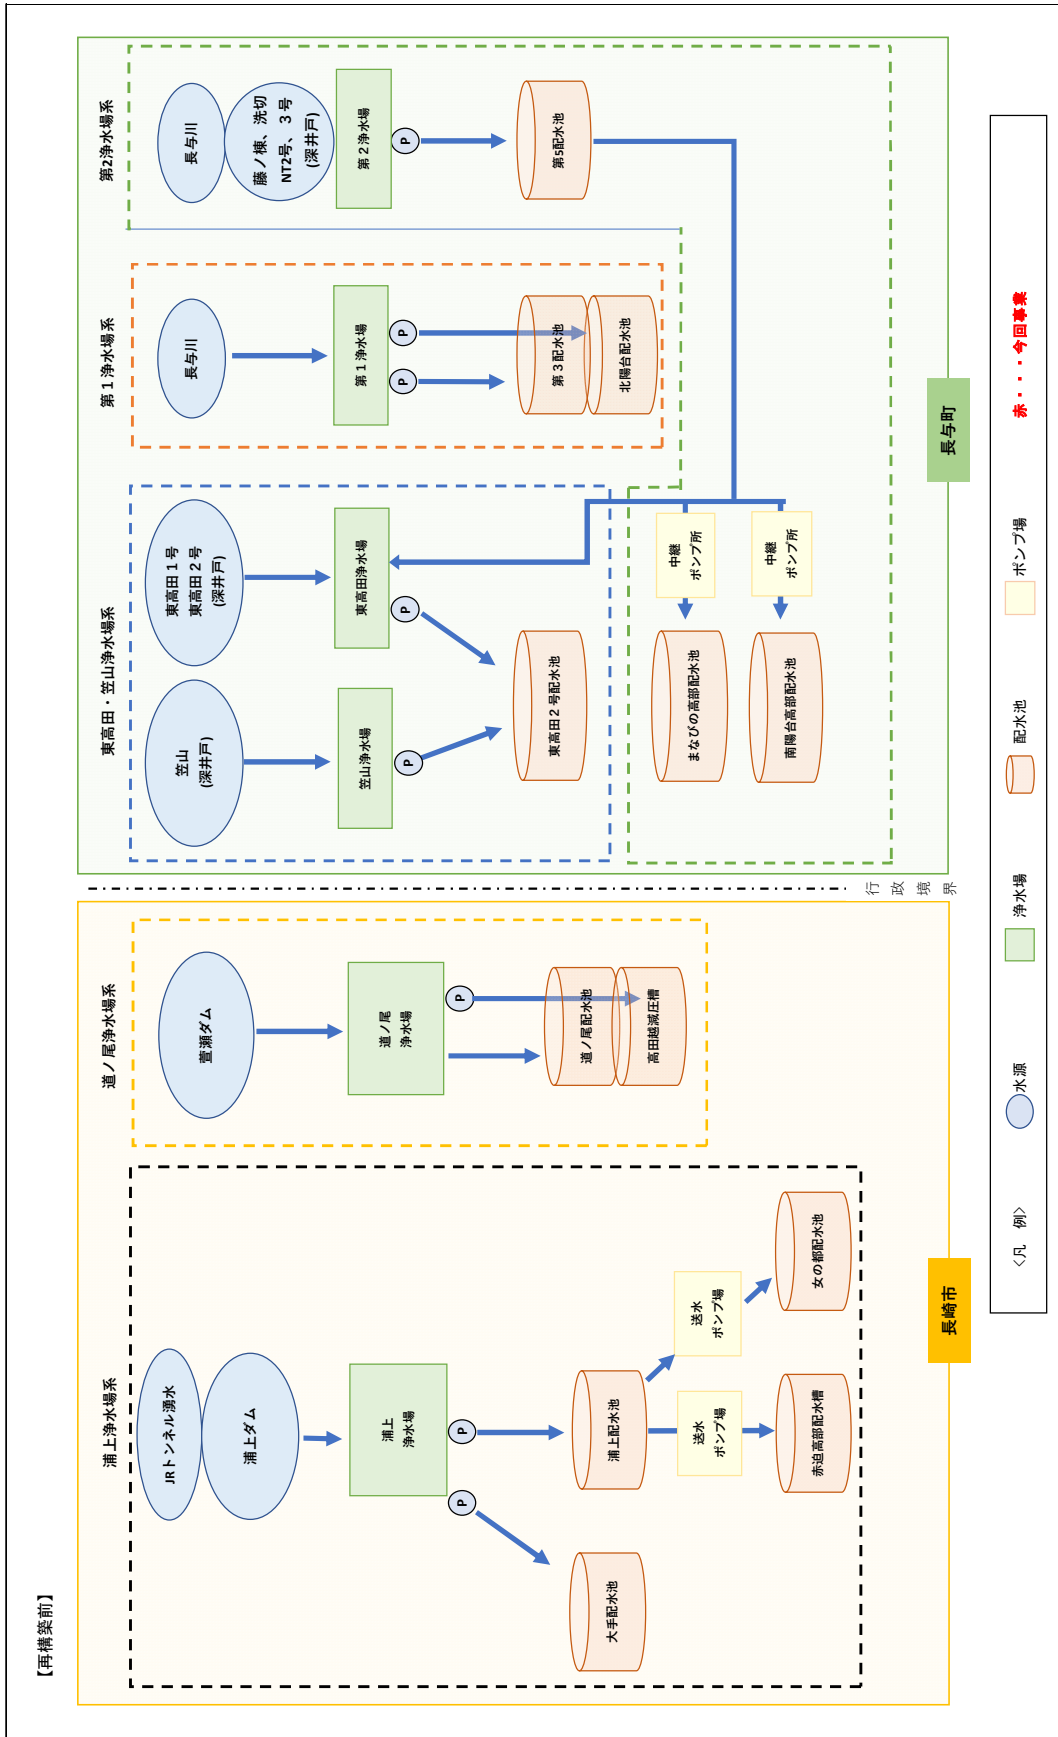 【再構築前】
浦上浄水場系
JRトンネル湧水
浦上ダム
浦上
浄水場
P
P
大手配水池
浦上配水池
送水
ポンプ場
送水
ポンプ場
赤迫高部配水槽
女の都配水池
道ノ尾浄水場系
萱瀬ダム
道ノ尾
浄水場
P
道ノ尾配水池
高田越減圧槽
長崎市
行政境界
東高田・笠山浄水場系
笠山
(深井戸)
東高田１号
東高田２号
(深井戸)
笠山浄水場
東高田浄水場
P
P
東高田２号配水池
第１浄水場系
長与川
第１浄水場
P
P
第３配水池
北陽台配水池
第2浄水場系
長与川
藤ノ棟、洗切
NT2号、３号
(深井戸)
第２浄水場
P
第5配水池
中継
ポンプ所
中継
ポンプ所
まなびの高部配水池
南陽台高部配水池
長与町
<凡　例>
水源
浄水場
配水池
ポンプ場
赤・・・今回事業